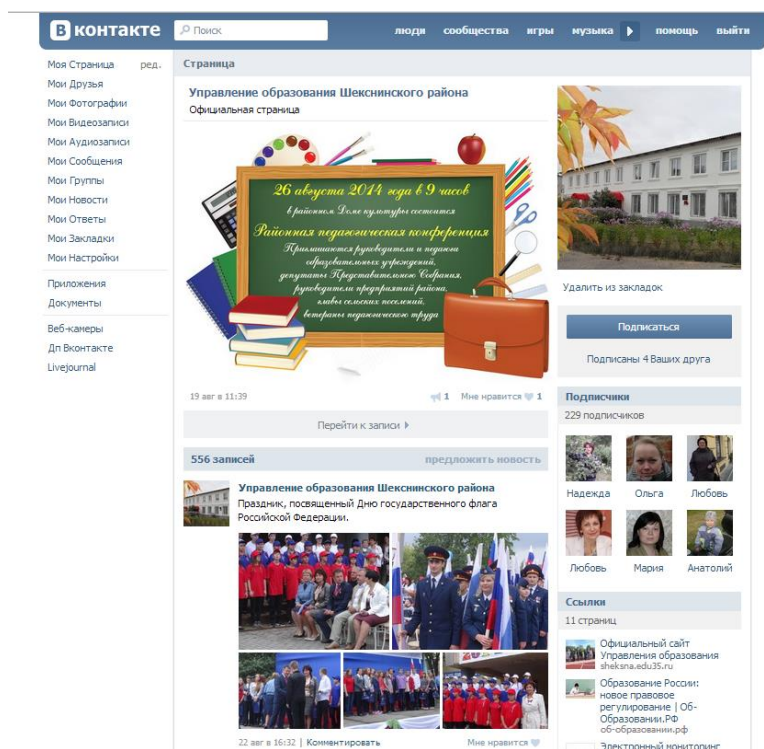 В контакте
Поиск
люди сообщества игры музыка помощь выйти
Моя Страница ред.
Мои Друзья
Мои Фотографии
Мои Видеозаписи
Мои Аудиозаписи
Мои Сообщения
Мои Группы
Мои Новости
Мои Ответы
Мои Закладки
Мои Настройки
Приложения
Документы
Веб-камеры
Дп Вконтакте
Livejournal
Страница
Управление образования Шекснинского района
Официальная страница
26 августа 2014 года в 9 часов
в районном Доме культуры состоится
Районная педагогическая конференция
Приглашаются руководители и педагоги
образовательных учреждений,
депутаты Представительного Собрания,
руководители предприятий района,
главы сельских поселений,
ветераны педагогического труда
19 авг в 11:39
1 Мне нравится 1
Перейти к записи
556 записей предложить новость
Управление образования Шекснинского района
Праздник, посвященный Дню государственного флага
Российской Федерации.
22 авг в 16:32 | Комментировать Мне нравится
Удалить из закладок
Подписаться
Подписаны 4 Ваших друга
Подписчики
229 подписчиков
Надежда Ольга Любовь
Любовь Мария Анатолий
Ссылки
11 страниц
Официальный сайт
Управления образования
sheksna.edu35.ru
Образование России:
новое правовое
регулирование | Об-
Образовании.РФ
об-образовании.рф
Электронный мониторинг